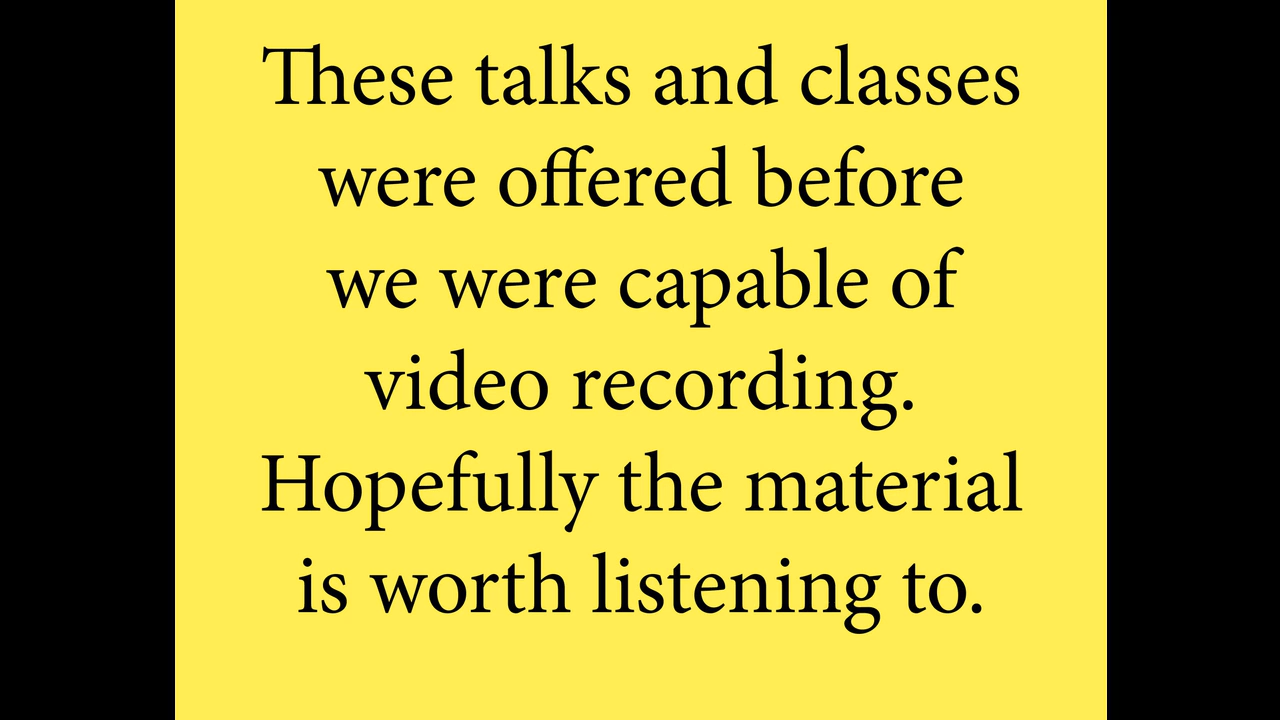 These talks and classes
were offered before
we were capable of
video recording.
Hopefully the material
is worth listening to.